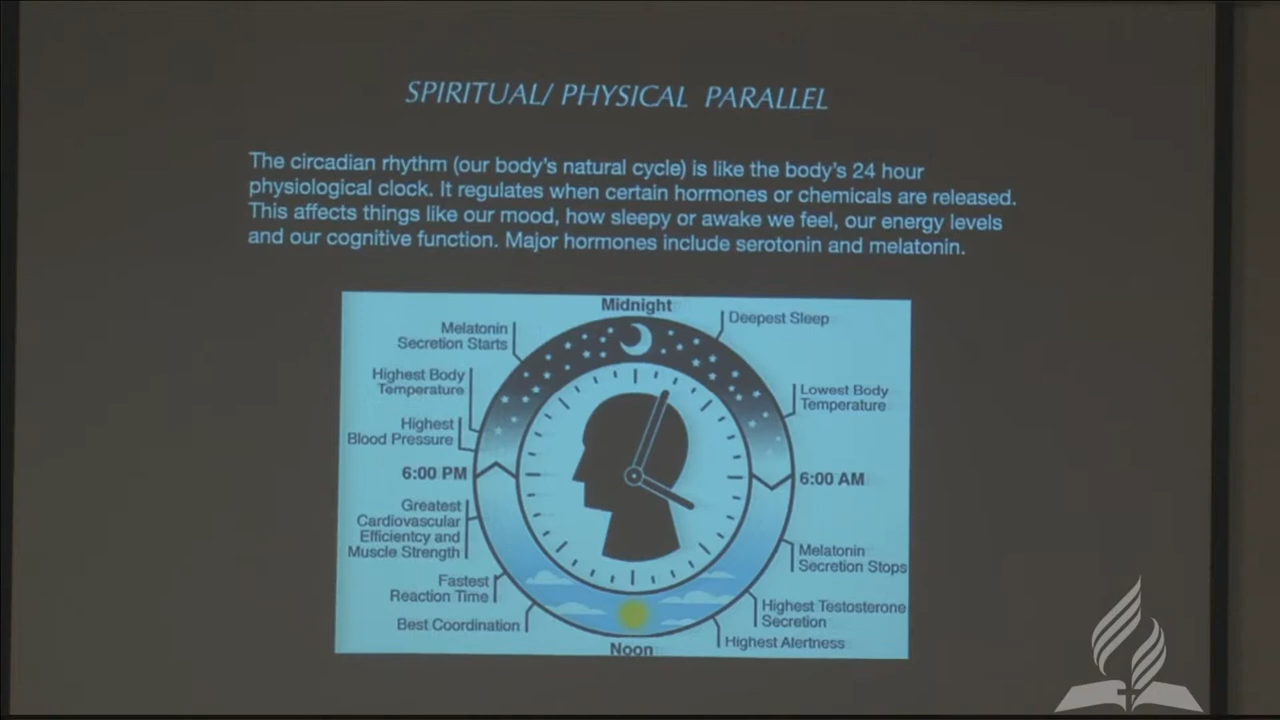 SPIRITUAL/ PHYSICAL PARALLEL
The circadian rhythm (our body's natural cycle) is like the body's 24 hour
physiological clock. It regulates when certain hormones or chemicals are released.
This affects things like our mood, how sleepy or awake we feel, our energy levels
and our cognitive function. Major hormones include serotonin and melatonin.
Midnight
Deepest Sleep
Melatonin
Secretion Starts
Highest Body
Temperature
Lowest Body
Temperature
Highest
Blood Pressure
6:00 PM
6:00 AM
Greatest
Cardiovascular
Efficientcy and
Muscle Strength
Melatonin
Secretion Stops
Fastest
Reaction Time
Highest Testosterone
Secretion
Best Coordination
Highest Alertness
Noon